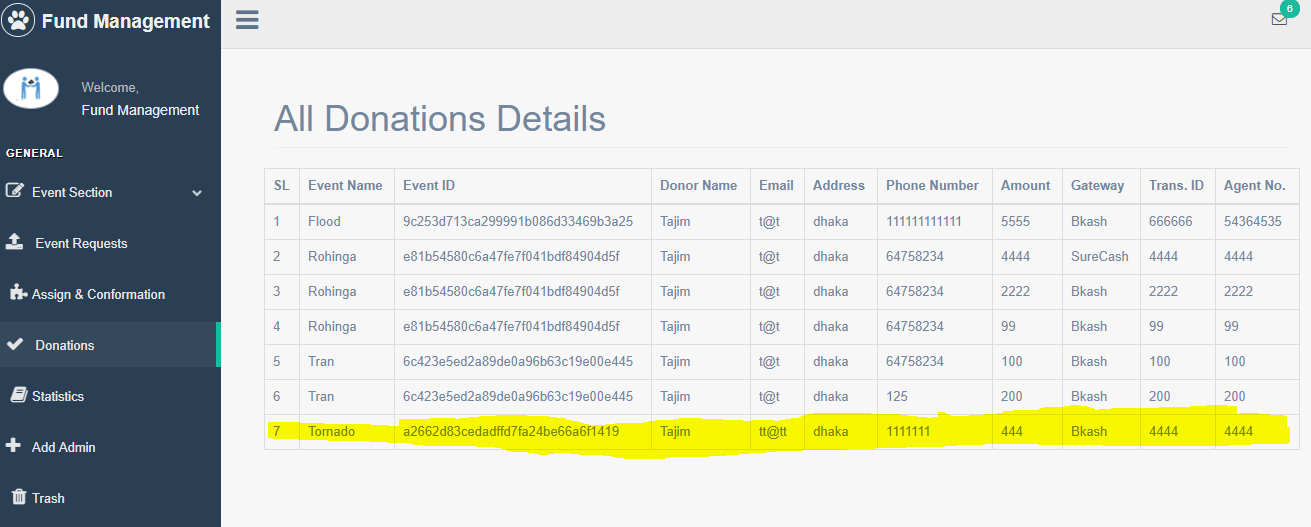 Fund Management
6
Welcome,
Fund Management
GENERAL
Event Section
Event Requests
Assign & Conformation
Donations
Statistics
Add Admin
Trash
All Donations Details
SL Event Name Event ID Donor Name Email Address Phone Number Amount Gateway Trans. ID Agent No.
1 Flood 9c253d713ca299991b086d33469b3a25 Tajim t@t dhaka 111111111111 5555 Bkash 666666 54364535
2 Rohinga e81b54580c6a47fe7f041bdf84904d5f Tajim t@t dhaka 64758234 4444 SureCash 4444 4444
3 Rohinga e81b54580c6a47fe7f041bdf84904d5f Tajim t@t dhaka 64758234 2222 Bkash 2222 2222
4 Rohinga e81b54580c6a47fe7f041bdf84904d5f Tajim t@t dhaka 64758234 99 Bkash 99 99
5 Tran 6c423e5ed2a89de0a96b63c19e00e445 Tajim t@t dhaka 64758234 100 Bkash 100 100
6 Tran 6c423e5ed2a89de0a96b63c19e00e445 Tajim t@t dhaka 125 200 Bkash 200 200
7 Tornado a2662d83cedadffd7fa24be66a6f1419 Tajim tt@tt dhaka 1111111 444 Bkash 4444 4444